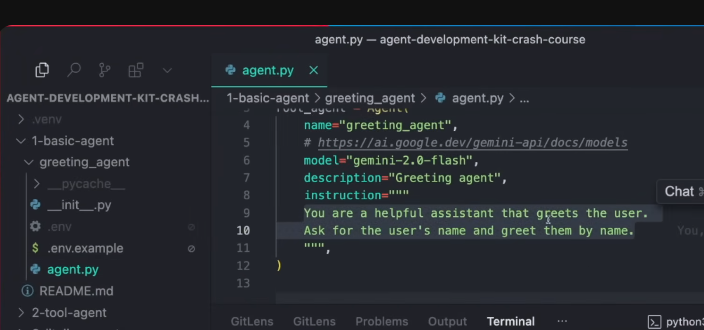 agent.py — agent-development-kit-crash-course
agent.py
AGENT-DEVELOPMENT-KIT-CRASH...
1-basic-agent > greeting_agent > agent.py > ...
.venv
1-basic-agent
greeting_agent
__pycache__
__init__.py
.env
.env.example
agent.py
README.md
2-tool-agent
3 root_agent = Agent(
4 name="greeting_agent",
5 # https://ai.google.dev/gemini-api/docs/models
6 model="gemini-2.0-flash",
7 description="Greeting agent",
8 instruction="""
9 You are a helpful assistant that greets the user.
10 Ask for the user's name and greet them by name.
You,
11 """,
12 )
13
Chat
GitLens GitLens Problems Output Terminal ... python3